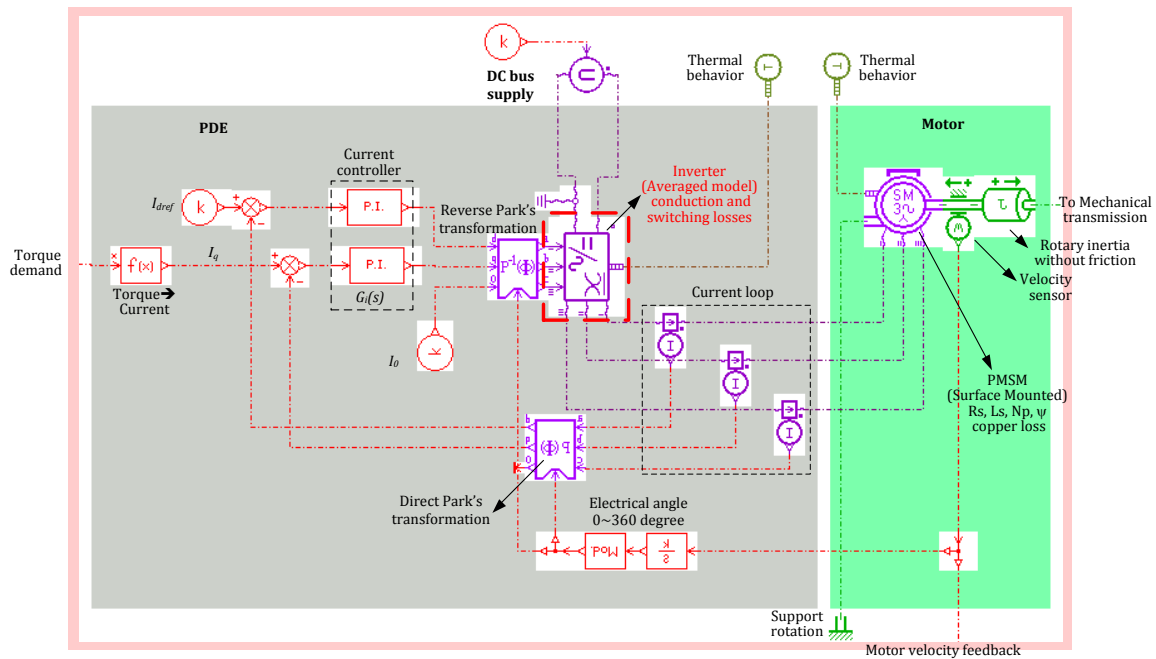 k
Thermal
behavior
T
T
Thermal
behavior
DC bus
supply
U
PDE
Motor
Current
controller
Inverter
(Averaged model)
conduction and
switching losses
I_dref
k
P.I.
Reverse Park's
transformation
SM
3~
To Mechanical
transmission
Rotary inertia
without friction
Velocity
sensor
Torque
demand
x
f(x)
I_q
P.I.
P⁻¹(Φ)
Torque➔
Current
G_i(s)
Current loop
I_0
k
I
I
I
PMSM
(Surface Mounted)
Rs, Ls, Np, ψ
copper loss
P(Φ)
Direct Park's
transformation
Electrical angle
0~360 degree
Mod.
k
s
Support
rotation
Motor velocity feedback